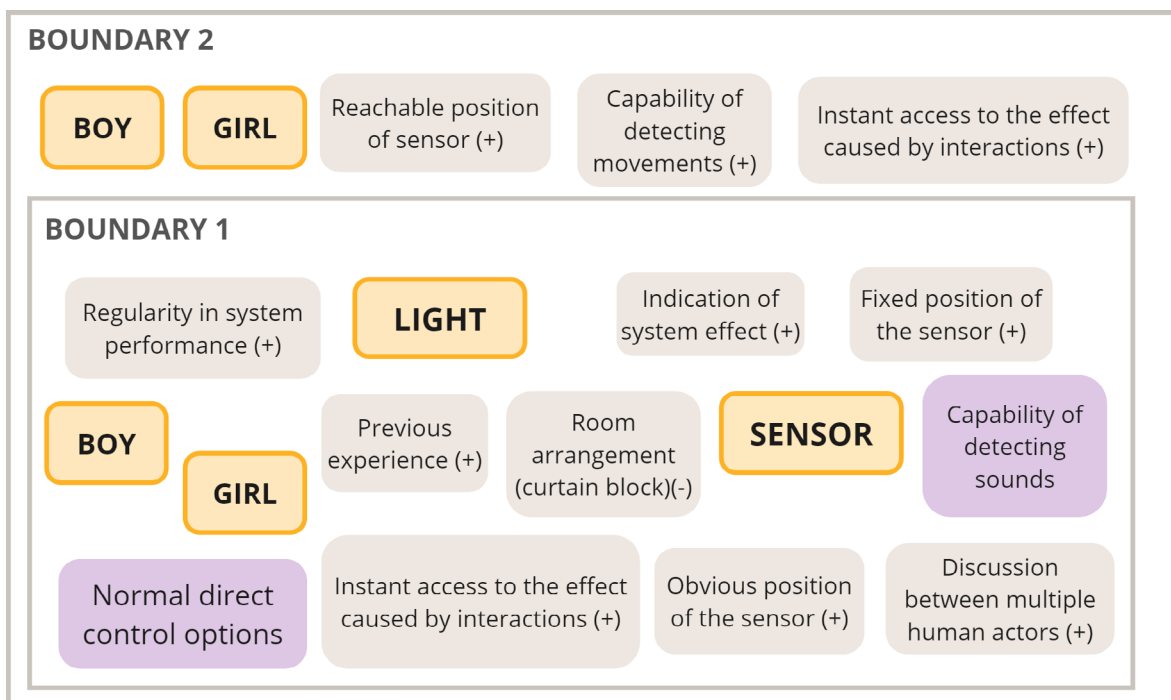 BOUNDARY 2
BOY
GIRL
Reachable position
of sensor (+)
Capability of
detecting
movements (+)
Instant access to the effect
caused by interactions (+)
BOUNDARY 1
Regularity in system
performance (+)
LIGHT
Indication of
system effect (+)
Fixed position of
the sensor (+)
BOY
GIRL
Previous
experience (+)
Room
arrangement
(curtain block)(-)
SENSOR
Capability of
detecting
sounds
Normal direct
control options
Instant access to the effect
caused by interactions (+)
Obvious position
of the sensor (+)
Discussion
between multiple
human actors (+)